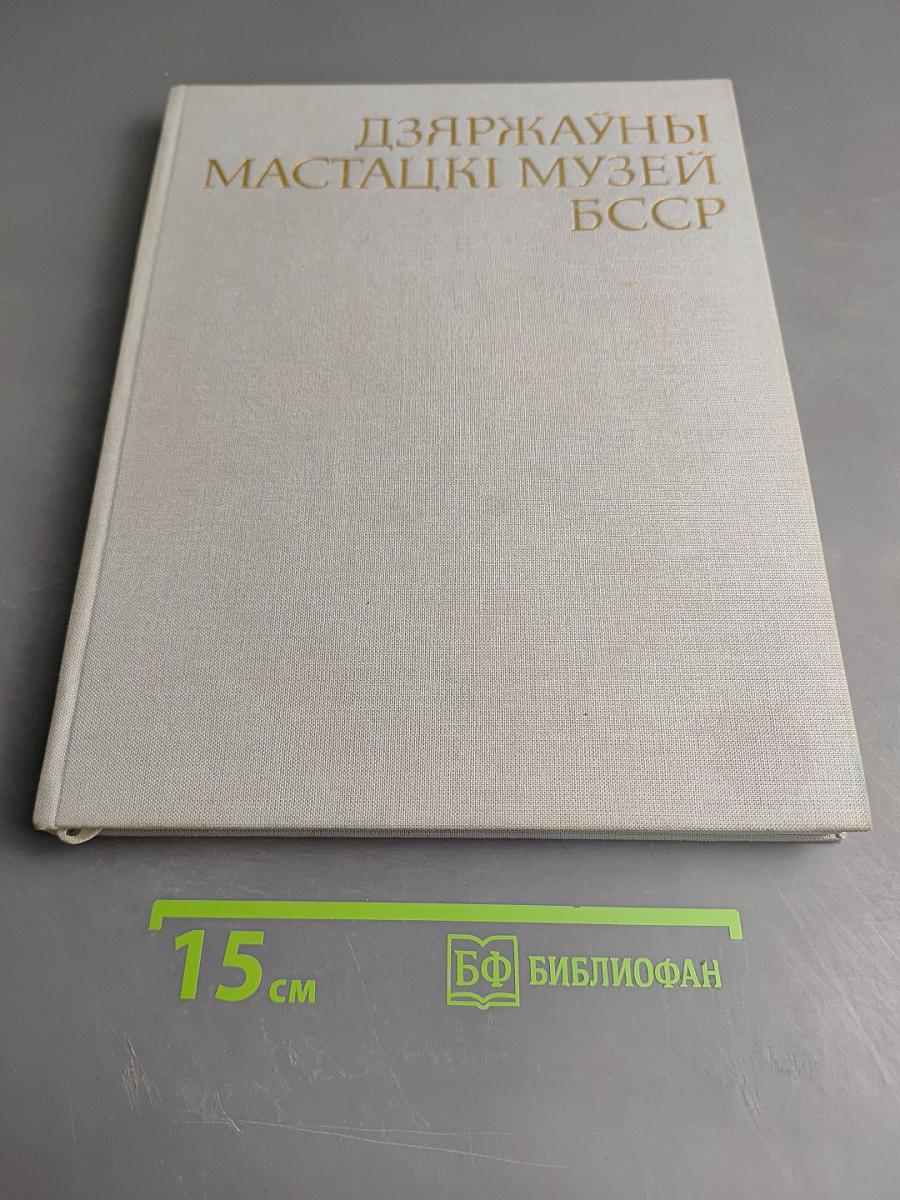 ДЗЯРЖАЎНЫ
МАСТАЦКІ МУЗЕЙ
БССР
15 см
БФ БИБЛИОФАН